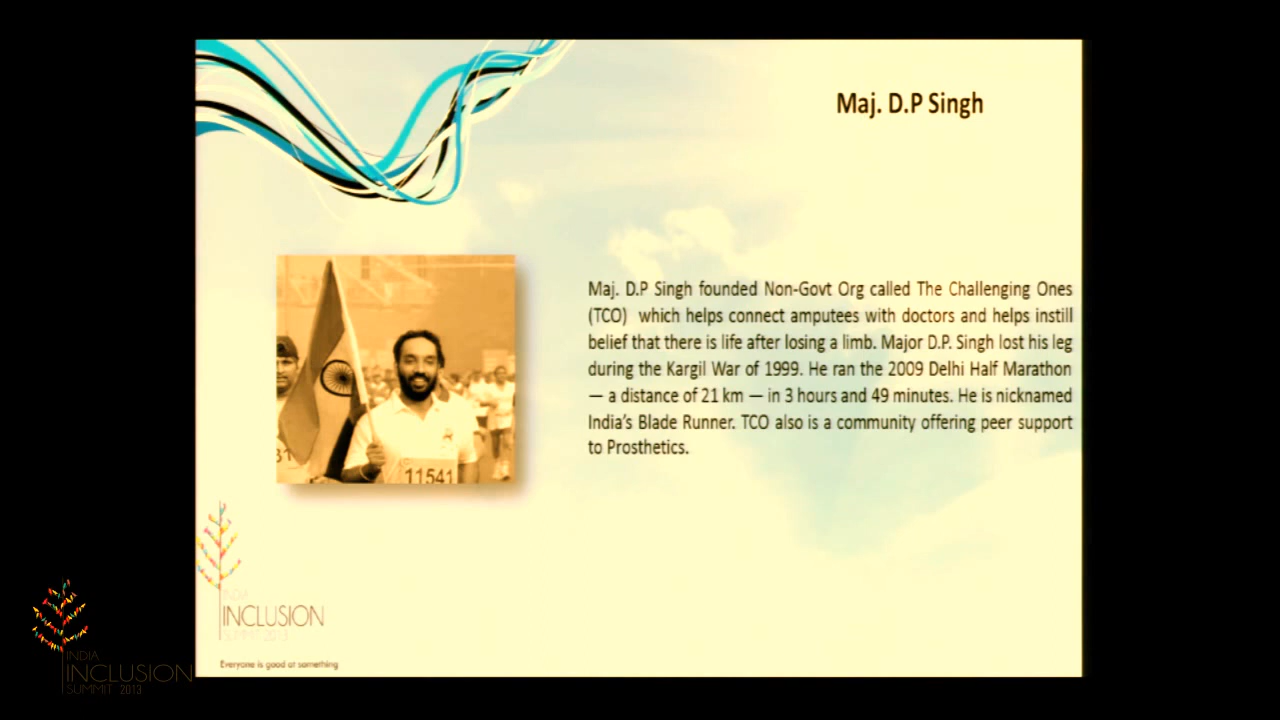 Maj. D.P Singh
Maj. D.P Singh founded Non-Govt Org called The Challenging Ones
(TCO) which helps connect amputees with doctors and helps instill
belief that there is life after losing a limb. Major D.P. Singh lost his leg
during the Kargil War of 1999. He ran the 2009 Delhi Half Marathon
— a distance of 21 km — in 3 hours and 49 minutes. He is nicknamed
India's Blade Runner. TCO also is a community offering peer support
to Prosthetics.
31
11541
INDIA
INCLUSION
SUMMIT 2013
Everyone is good at something
INDIA
INCLUSION
SUMMIT 2013